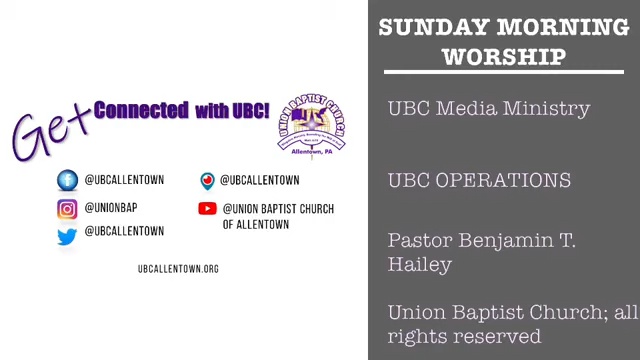 Get Connected with UBC!
UNION BAPTIST CHURCH
Allentown, PA
@UBCALLENTOWN
@UBCALLENTOWN
@UNIONBAP
@UNION BAPTIST CHURCH
OF ALLENTOWN
@UBCALLENTOWN
UBCALLENTOWN.ORG
SUNDAY MORNING
WORSHIP
UBC Media Ministry
UBC OPERATIONS
Pastor Benjamin T.
Hailey
Union Baptist Church; all
rights reserved